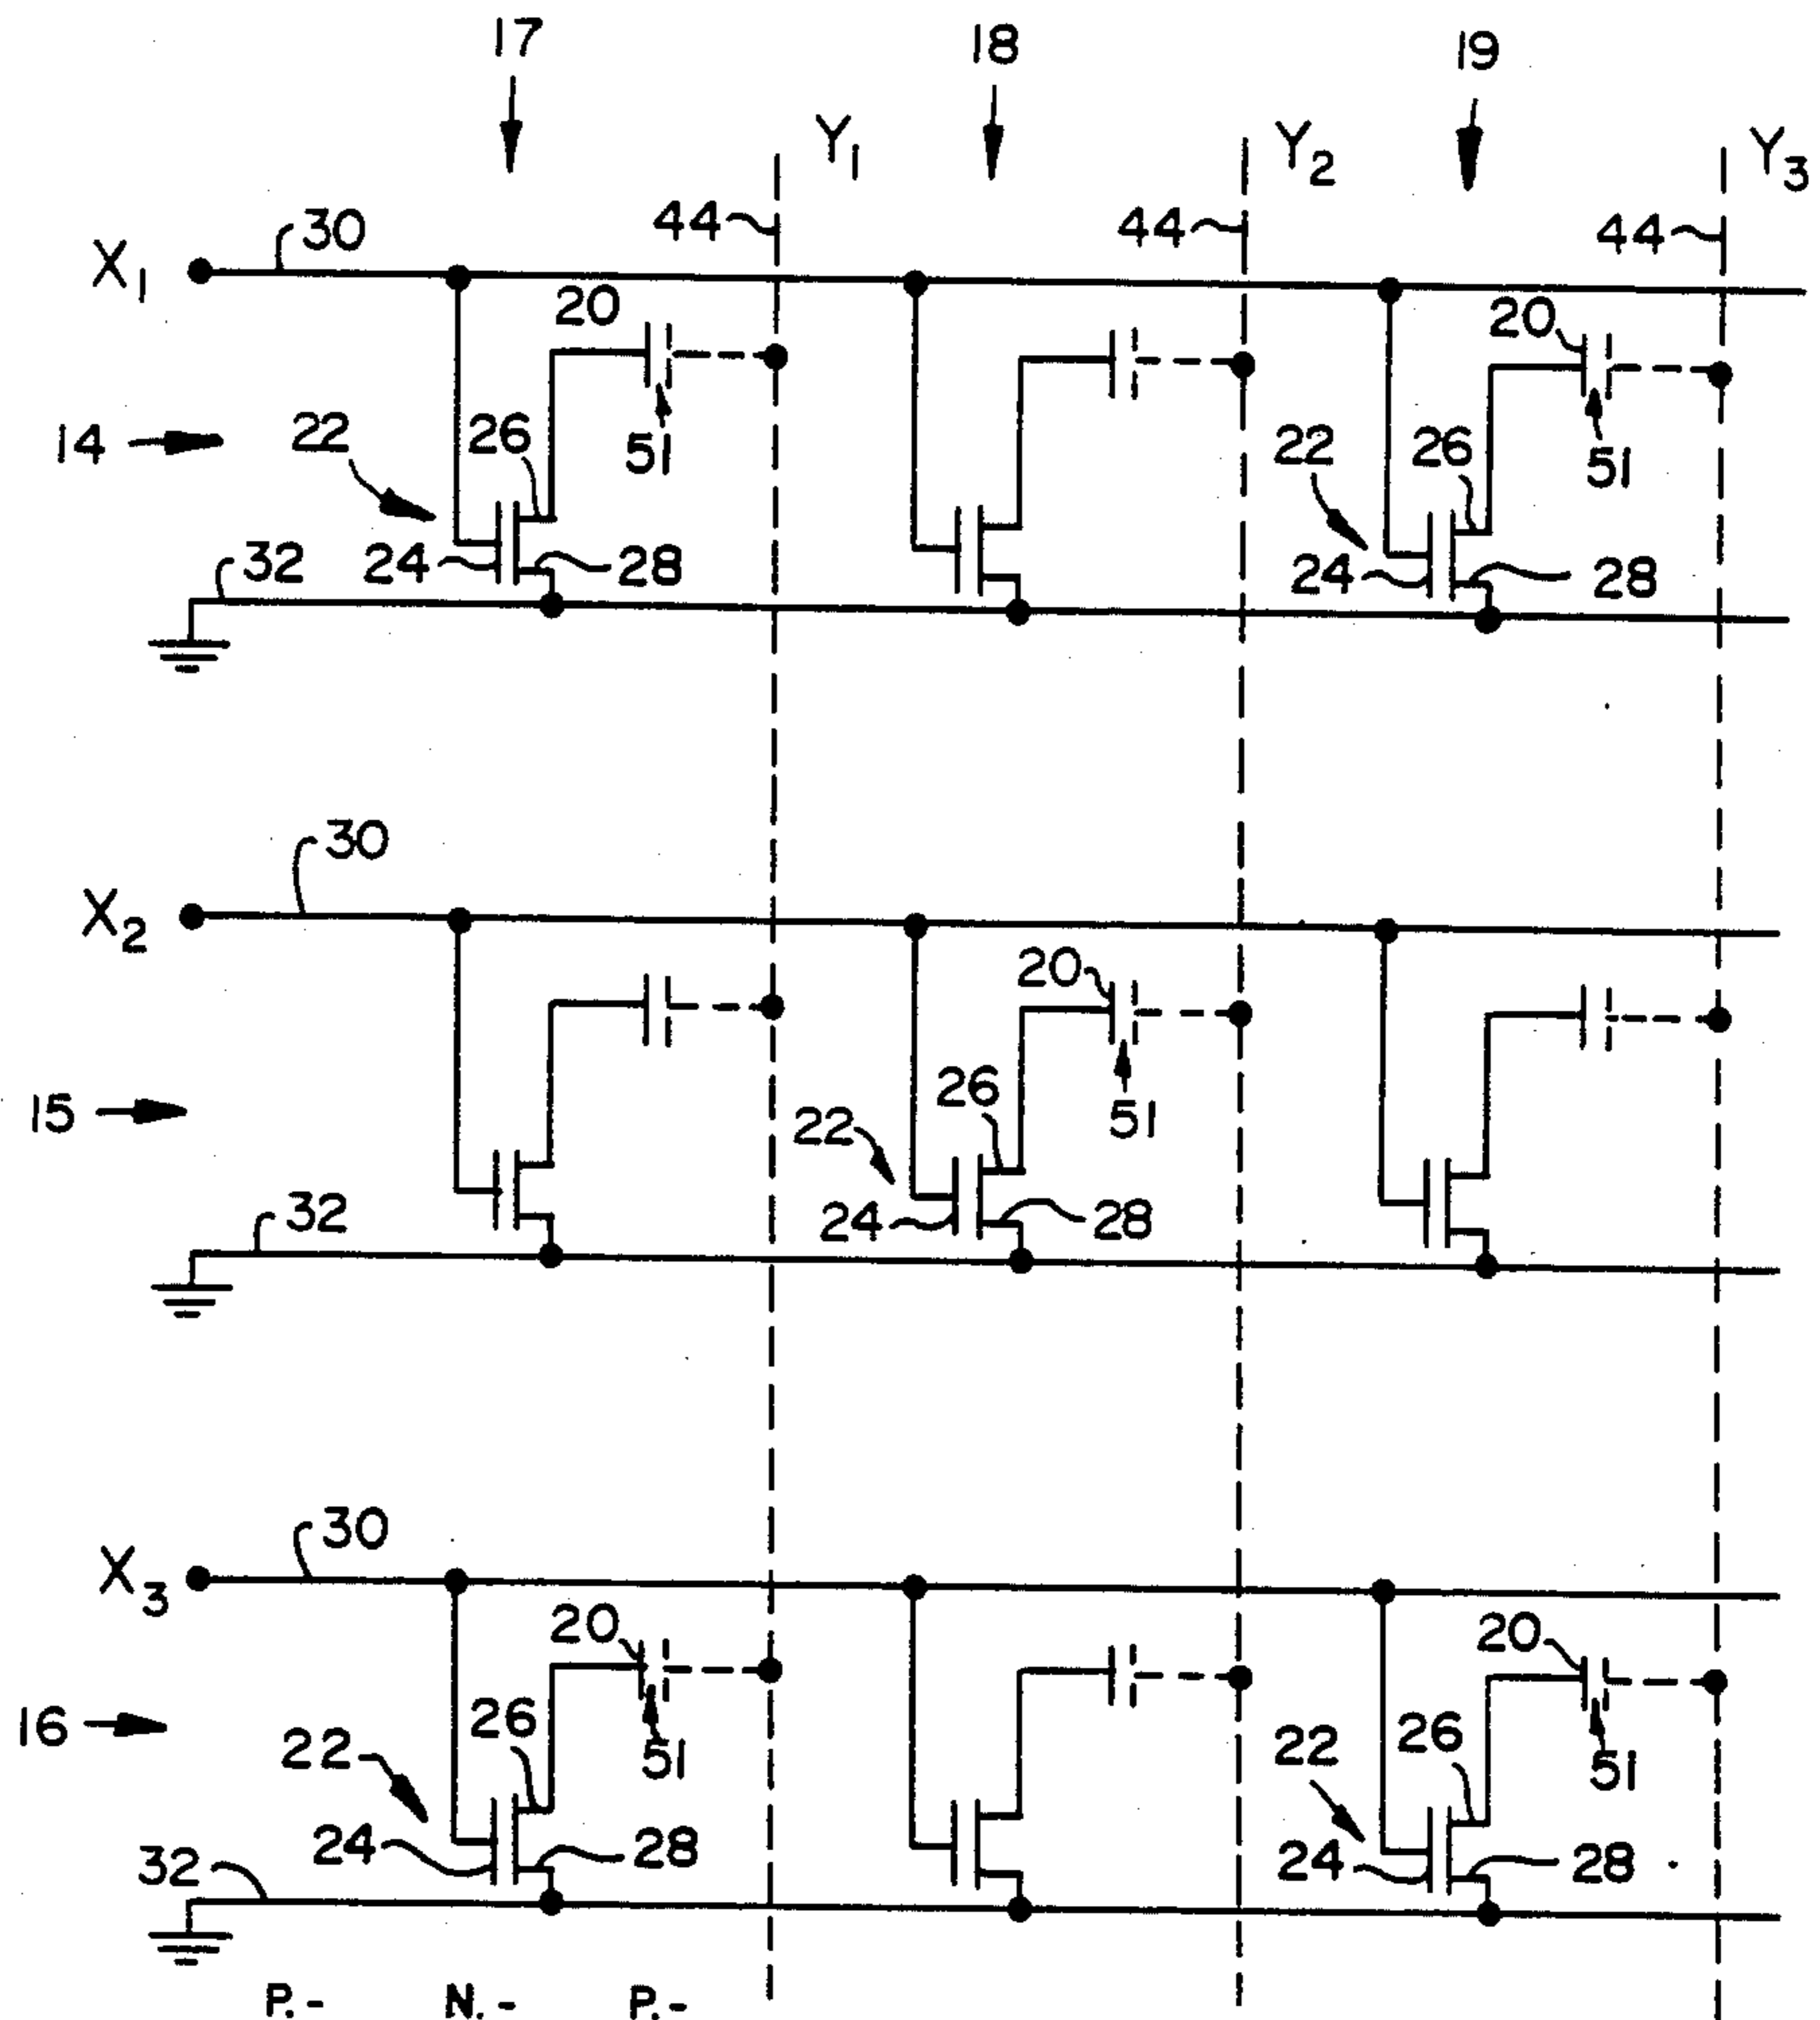 17 18 19
Y1 Y2 Y3
44 44 44
X1 30
20 20
14 22 26 51 22 26 51
32 24 28 24 28
30
X2
20
26
15 22 51
32 24 28
30
X3
20 20
16 22 26 51 22 26 51
32 24 28 24 28
P.- N.- P.-